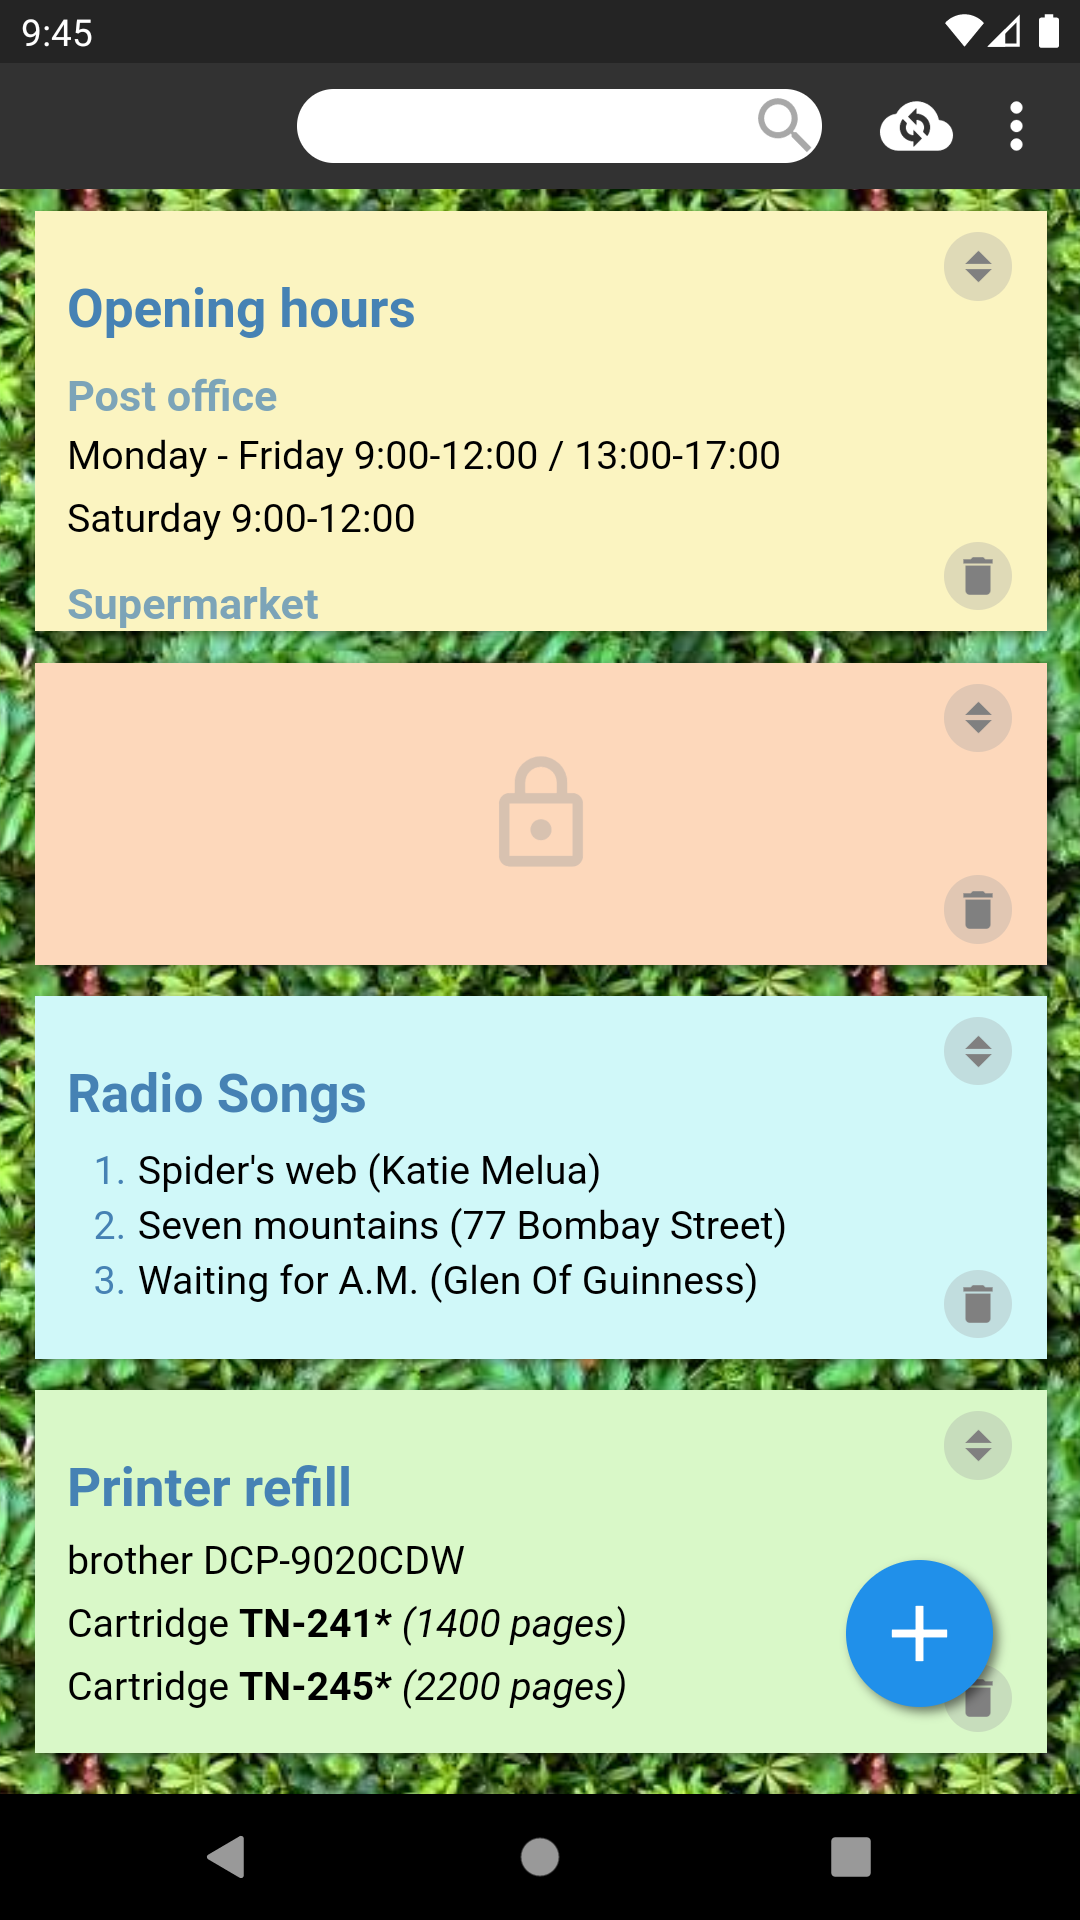 9:45
Opening hours
Post office
Monday - Friday 9:00-12:00 / 13:00-17:00
Saturday 9:00-12:00
Supermarket
Radio Songs
1. Spider's web (Katie Melua)
2. Seven mountains (77 Bombay Street)
3. Waiting for A.M. (Glen Of Guinness)
Printer refill
brother DCP-9020CDW
Cartridge TN-241* (1400 pages)
Cartridge TN-245* (2200 pages)